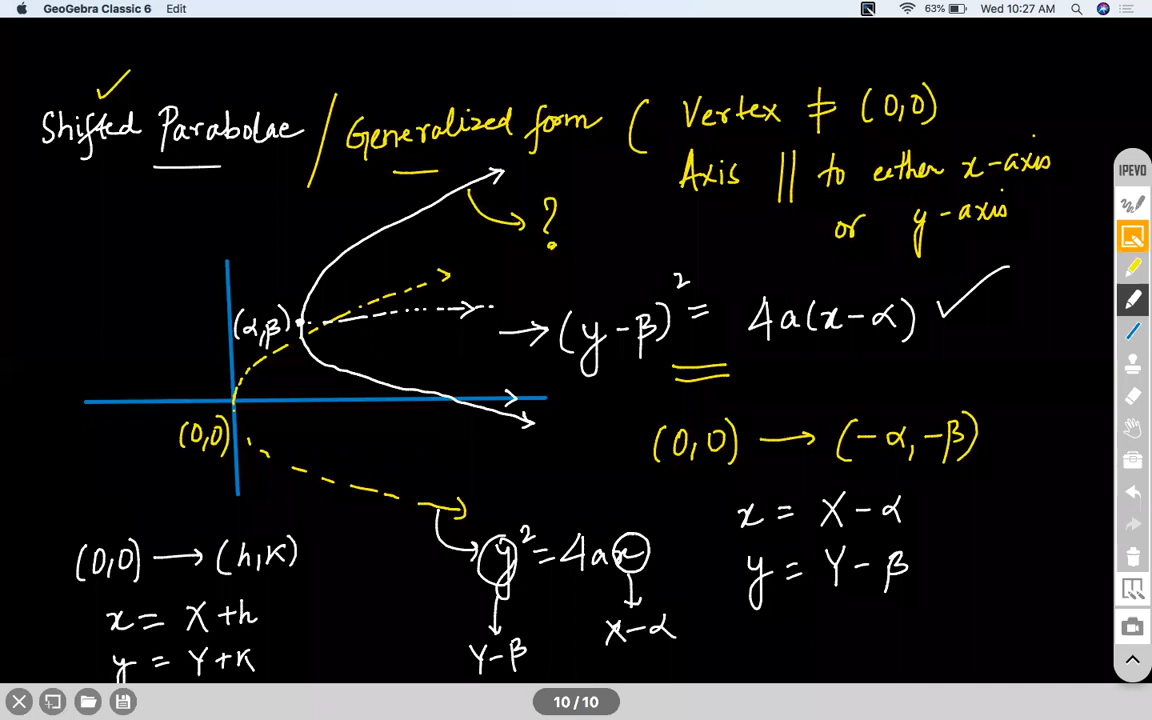 GeoGebra Classic 6 Edit 63% Wed 10:27 AM
Shifted Parabolae / Generalized form ( Vertex ≠ (0,0)
Axis || to either x-axis
or y-axis
?
IPEVO
(α,β)
→ (y-β)² = 4a(x-α) ✓
(0,0)
(0,0) → (-α,-β)
x = X-α
y = Y-β
y² = 4ax
Y-β
X-α
(0,0) → (h,K)
x = X+h
y = Y+K
10/10